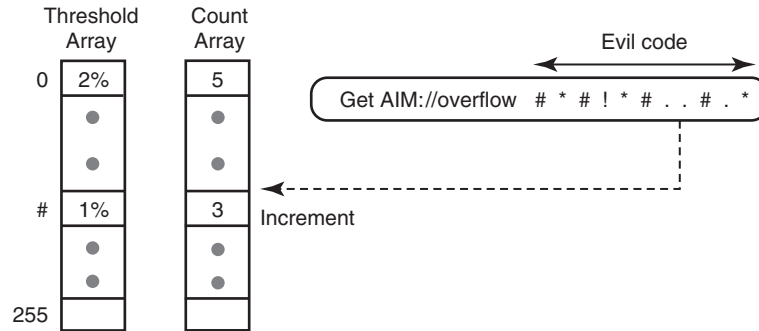 Threshold Array
Count Array
Evil code
0 2% 5
Get AIM://overflow # * # ! * # . . # . *
# 1% 3
Increment
255